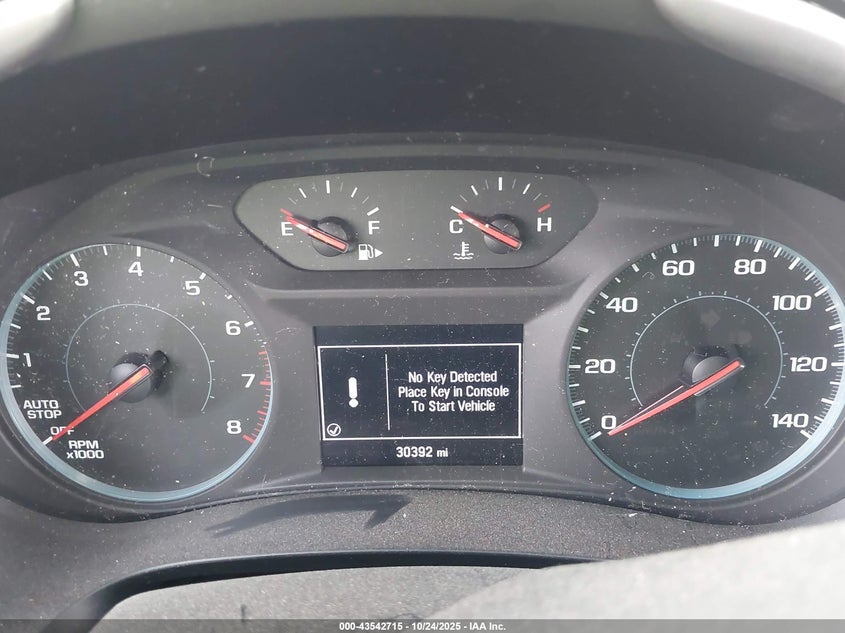 E
F
C
H
1
2
3
4
5
6
7
8
AUTO
STOP
OFF
RPM
x1000
No Key Detected
Place Key in Console
To Start Vehicle
30392 mi
0
20
40
60
80
100
120
140
000-43542715 - 10/24/2025 - IAA Inc.